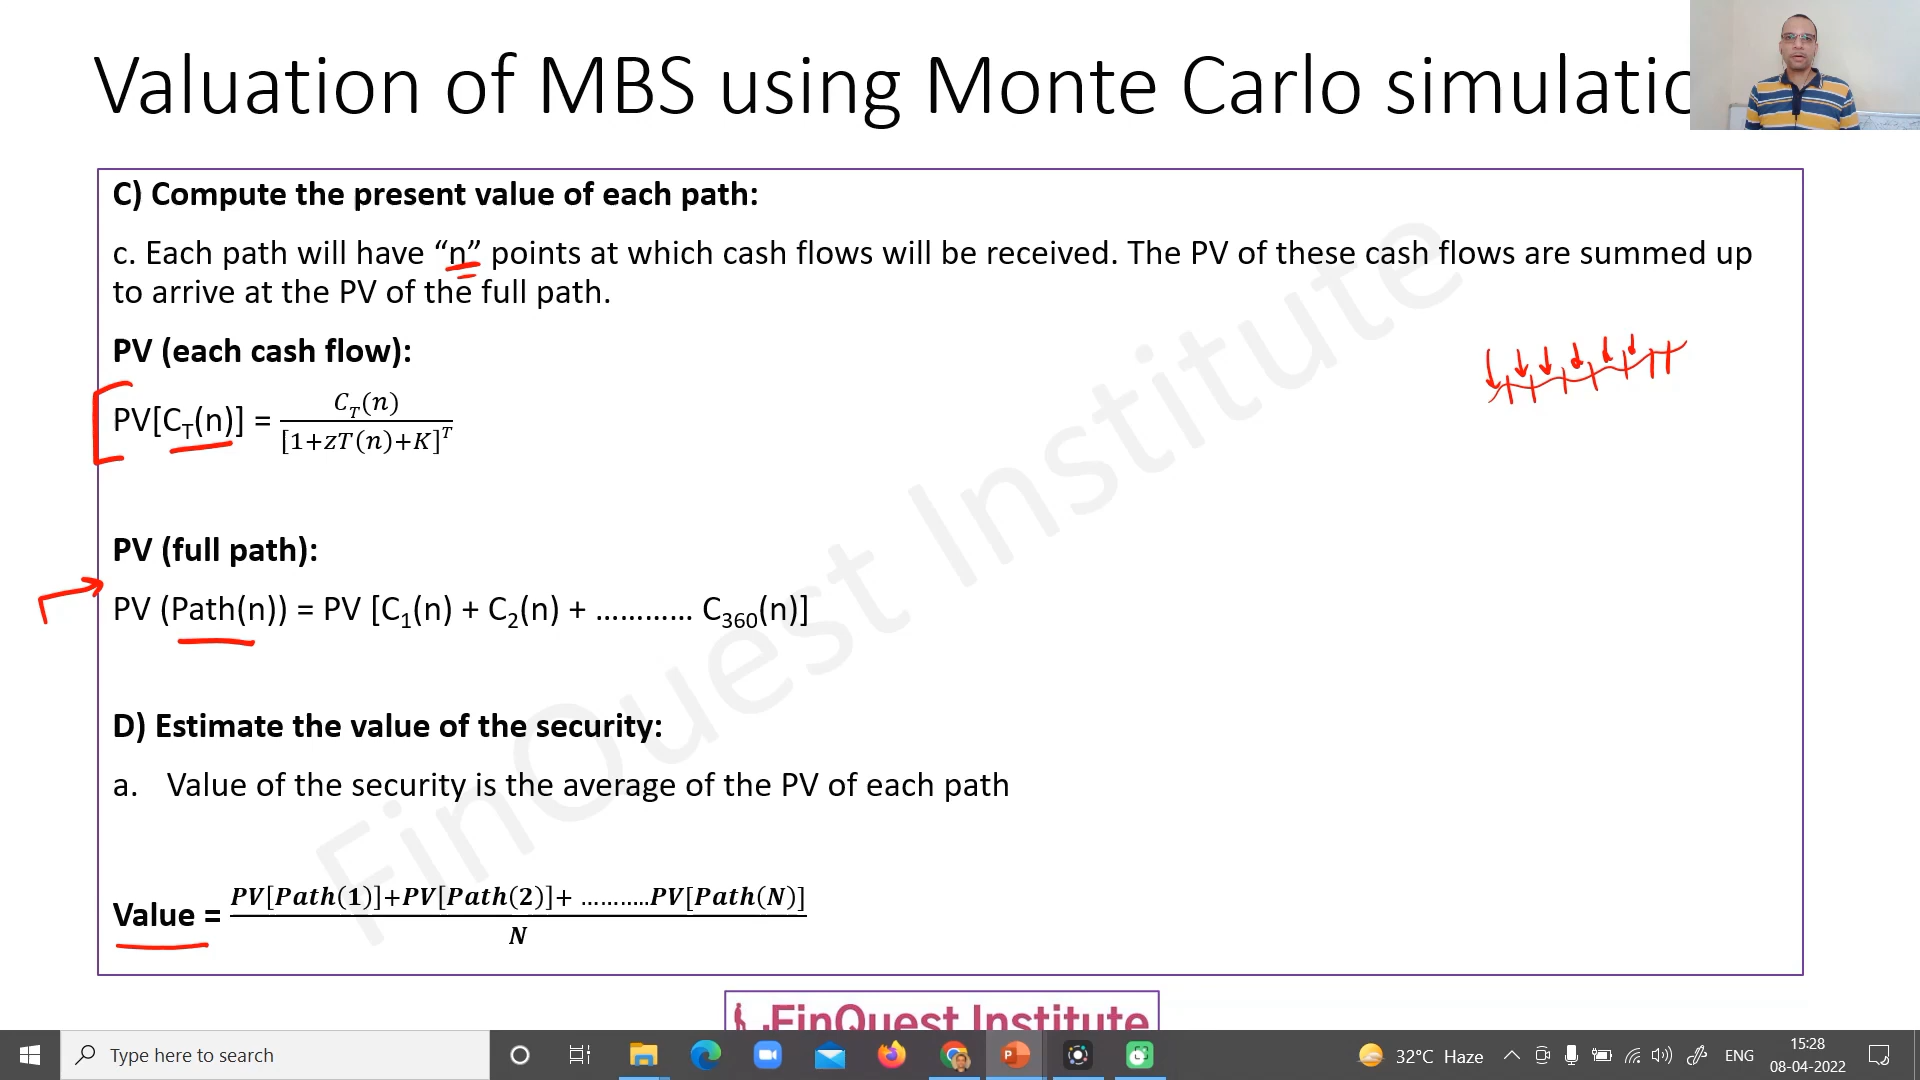 Valuation of MBS using Monte Carlo simulatio
C) Compute the present value of each path:
c. Each path will have “n” points at which cash flows will be received. The PV of these cash flows are summed up
to arrive at the PV of the full path.
PV (each cash flow):
PV[C_T(n)] = C_T(n) / [1+zT(n)+K]^T
PV (full path):
PV (Path(n)) = PV [C_1(n) + C_2(n) + ………… C_360(n)]
D) Estimate the value of the security:
a. Value of the security is the average of the PV of each path
Value = PV[Path(1)]+PV[Path(2)]+ ………..PV[Path(N)] / N
FinQuest Institute
FinQuest Institute
Type here to search
32°C Haze
ENG
15:28
08-04-2022